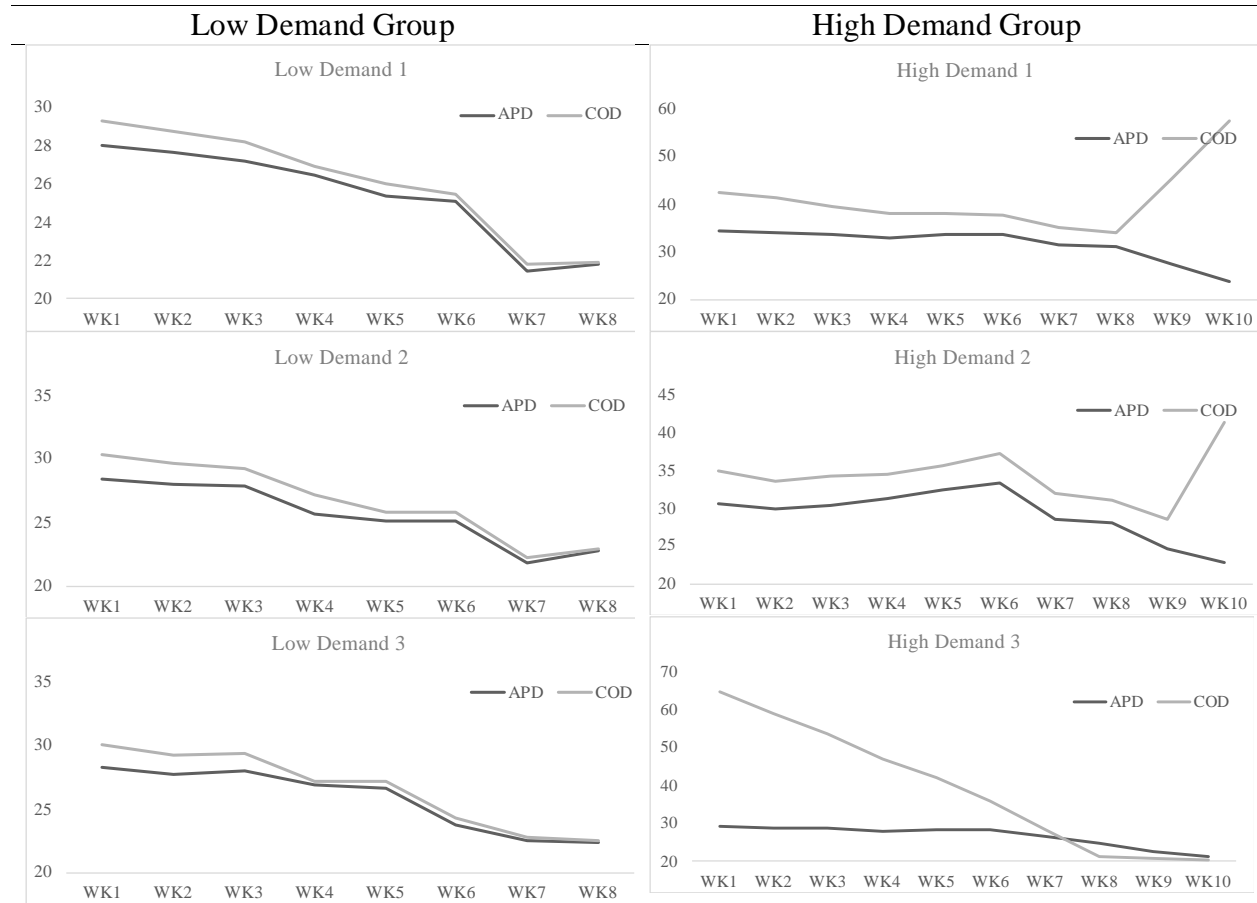 Low Demand Group
High Demand Group
Low Demand 1
APD COD
30
28
26
24
22
20
WK1 WK2 WK3 WK4 WK5 WK6 WK7 WK8
High Demand 1
APD COD
60
50
40
30
20
WK1 WK2 WK3 WK4 WK5 WK6 WK7 WK8 WK9 WK10
Low Demand 2
APD COD
35
30
25
20
WK1 WK2 WK3 WK4 WK5 WK6 WK7 WK8
High Demand 2
APD COD
45
40
35
30
25
20
WK1 WK2 WK3 WK4 WK5 WK6 WK7 WK8 WK9 WK10
Low Demand 3
APD COD
35
30
25
20
WK1 WK2 WK3 WK4 WK5 WK6 WK7 WK8
High Demand 3
APD COD
70
60
50
40
30
20
WK1 WK2 WK3 WK4 WK5 WK6 WK7 WK8 WK9 WK10